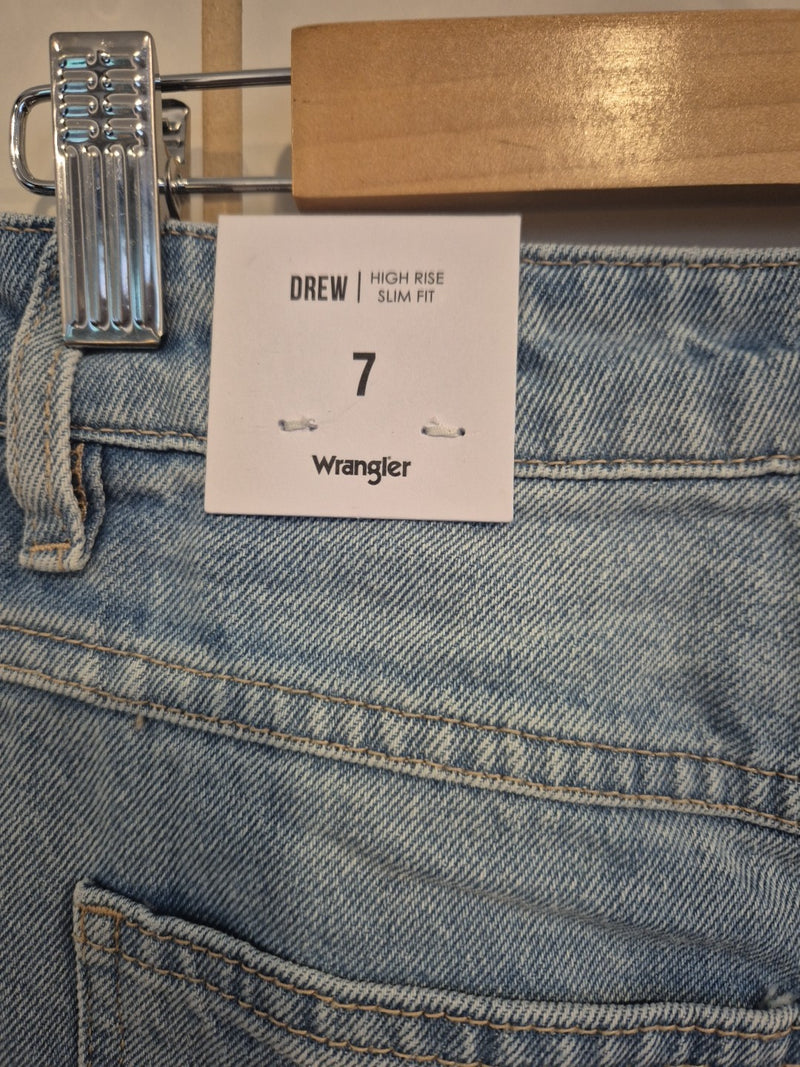 DREW | HIGH RISE
SLIM FIT
7
Wrangler